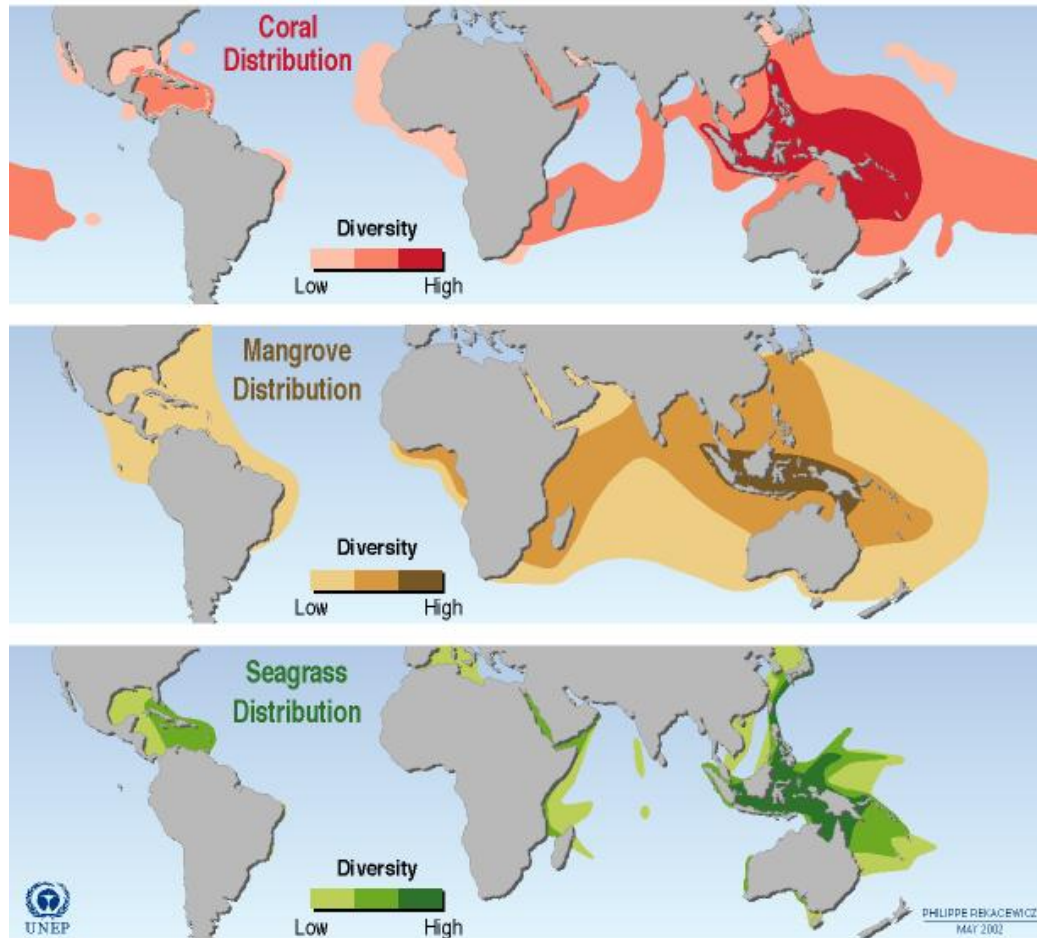 Coral
Distribution
Diversity
Low High
Mangrove
Distribution
Diversity
Low High
Seagrass
Distribution
Diversity
Low High
UNEP
PHILIPPE REKACEWICZ
MAY 2002